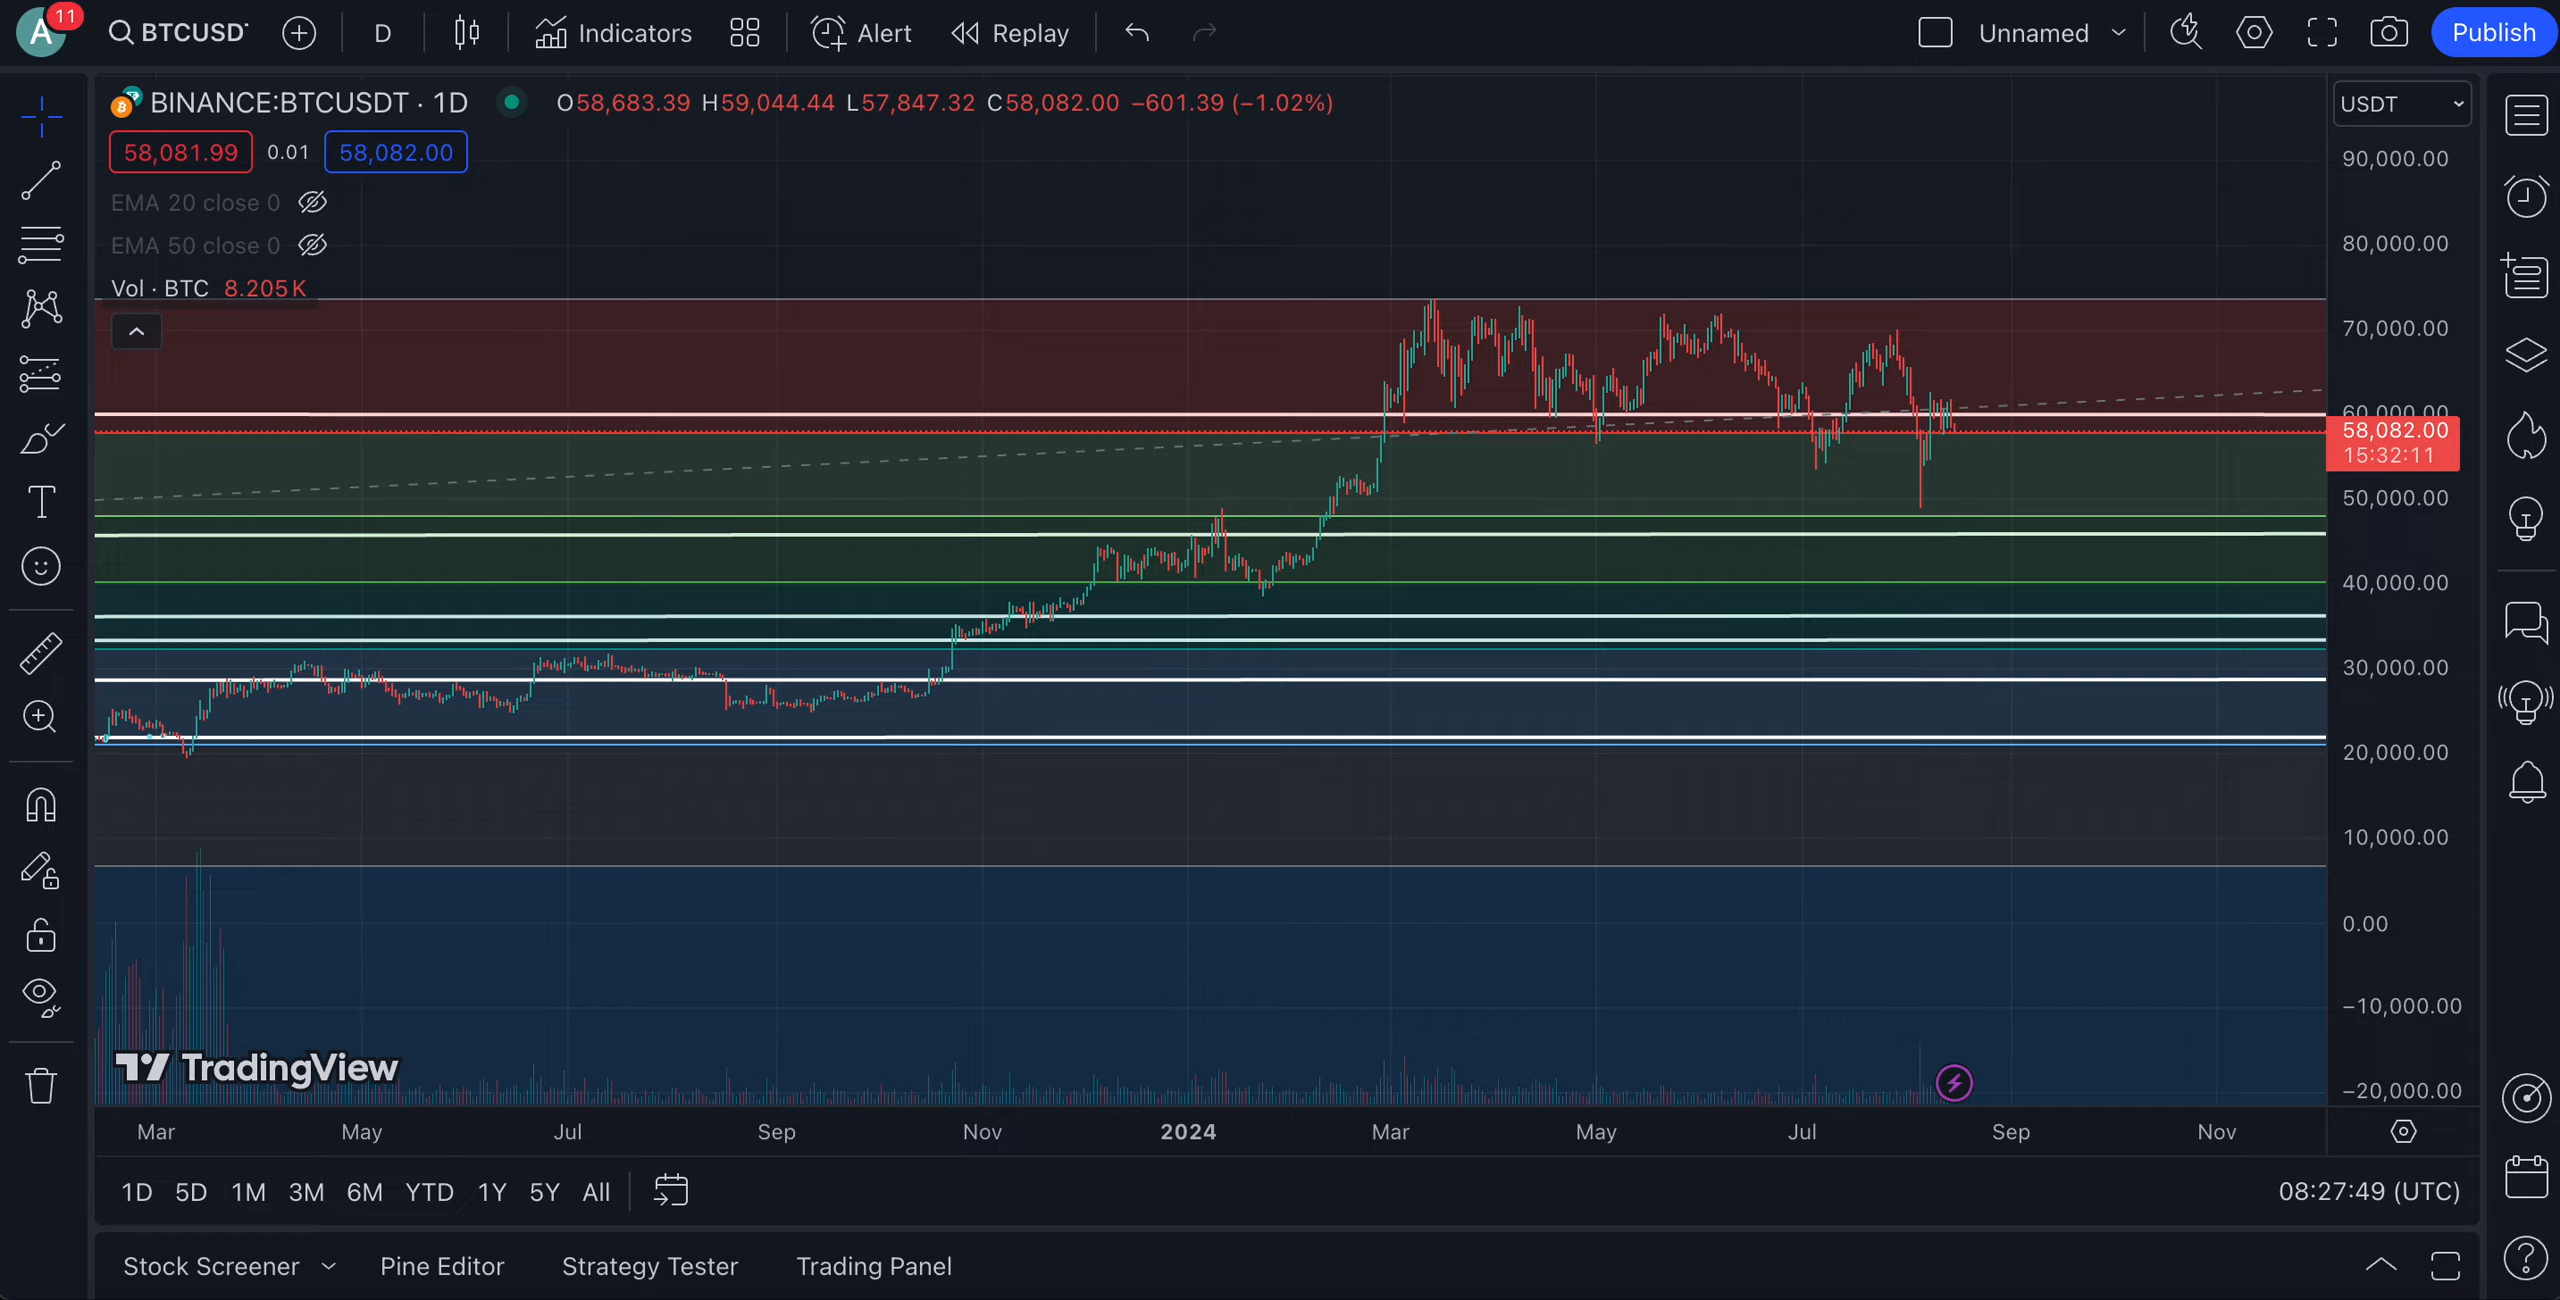 A 11 BTCUSDT D Indicators Alert Replay Unnamed Publish
BINANCE:BTCUSDT · 1D O58,683.39 H59,044.44 L57,847.32 C58,082.00 −601.39 (−1.02%) USDT
58,081.99 0.01 58,082.00
EMA 20 close 0
EMA 50 close 0
Vol · BTC 8.205K
90,000.00
80,000.00
70,000.00
60,000.00
58,082.00
15:32:11
50,000.00
40,000.00
30,000.00
20,000.00
10,000.00
0.00
−10,000.00
−20,000.00
TradingView
Mar May Jul Sep Nov 2024 Mar May Jul Sep Nov
1D 5D 1M 3M 6M YTD 1Y 5Y All 08:27:49 (UTC)
Stock Screener Pine Editor Strategy Tester Trading Panel